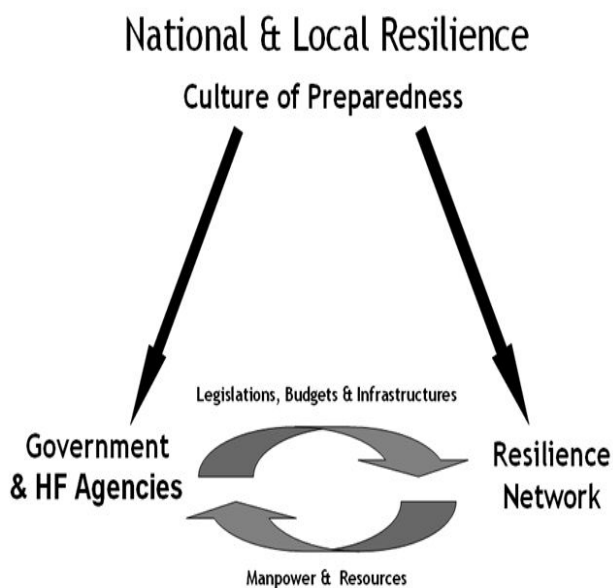 National & Local Resilience
Culture of Preparedness
Legislations, Budgets & Infrastructures
Government
& HF Agencies
Resilience
Network
Manpower & Resources